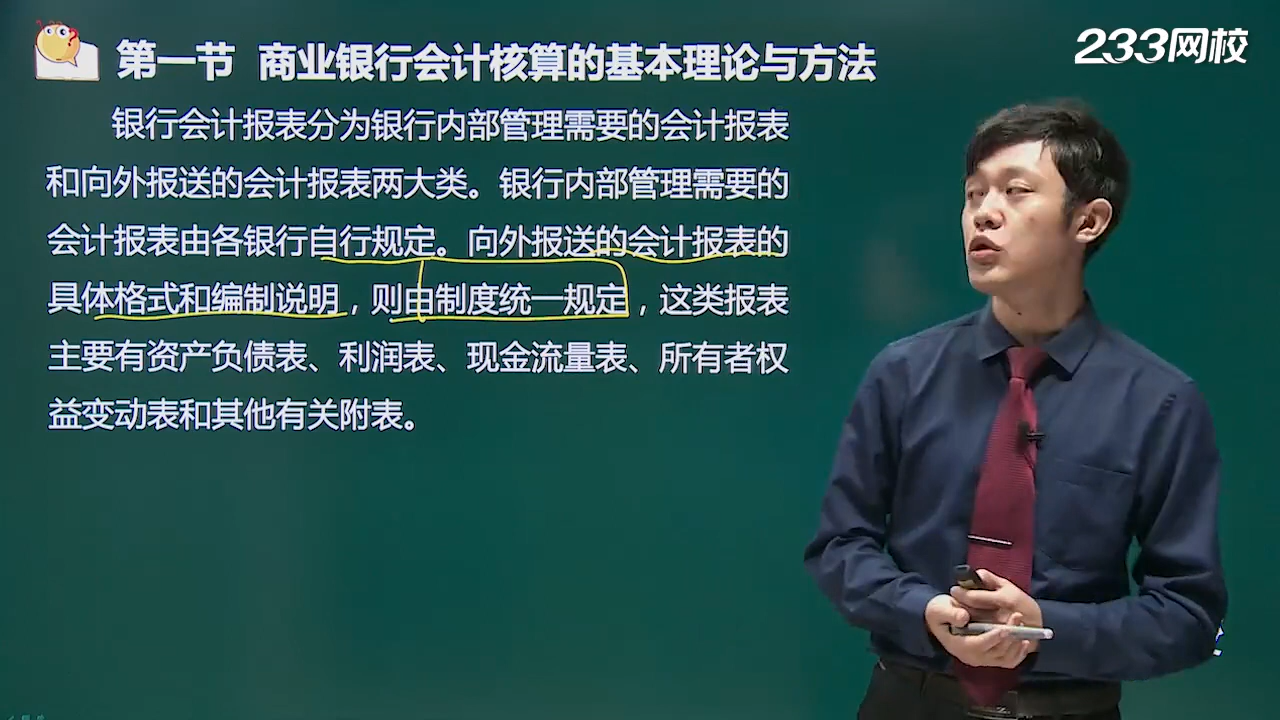 第一节 商业银行会计核算的基本理论与方法
233网校
银行会计报表分为银行内部管理需要的会计报表
和向外报送的会计报表两大类。银行内部管理需要的
会计报表由各银行自行规定。向外报送的会计报表的
具体格式和编制说明，则由制度统一规定，这类报表
主要有资产负债表、利润表、现金流量表、所有者权
益变动表和其他有关附表。